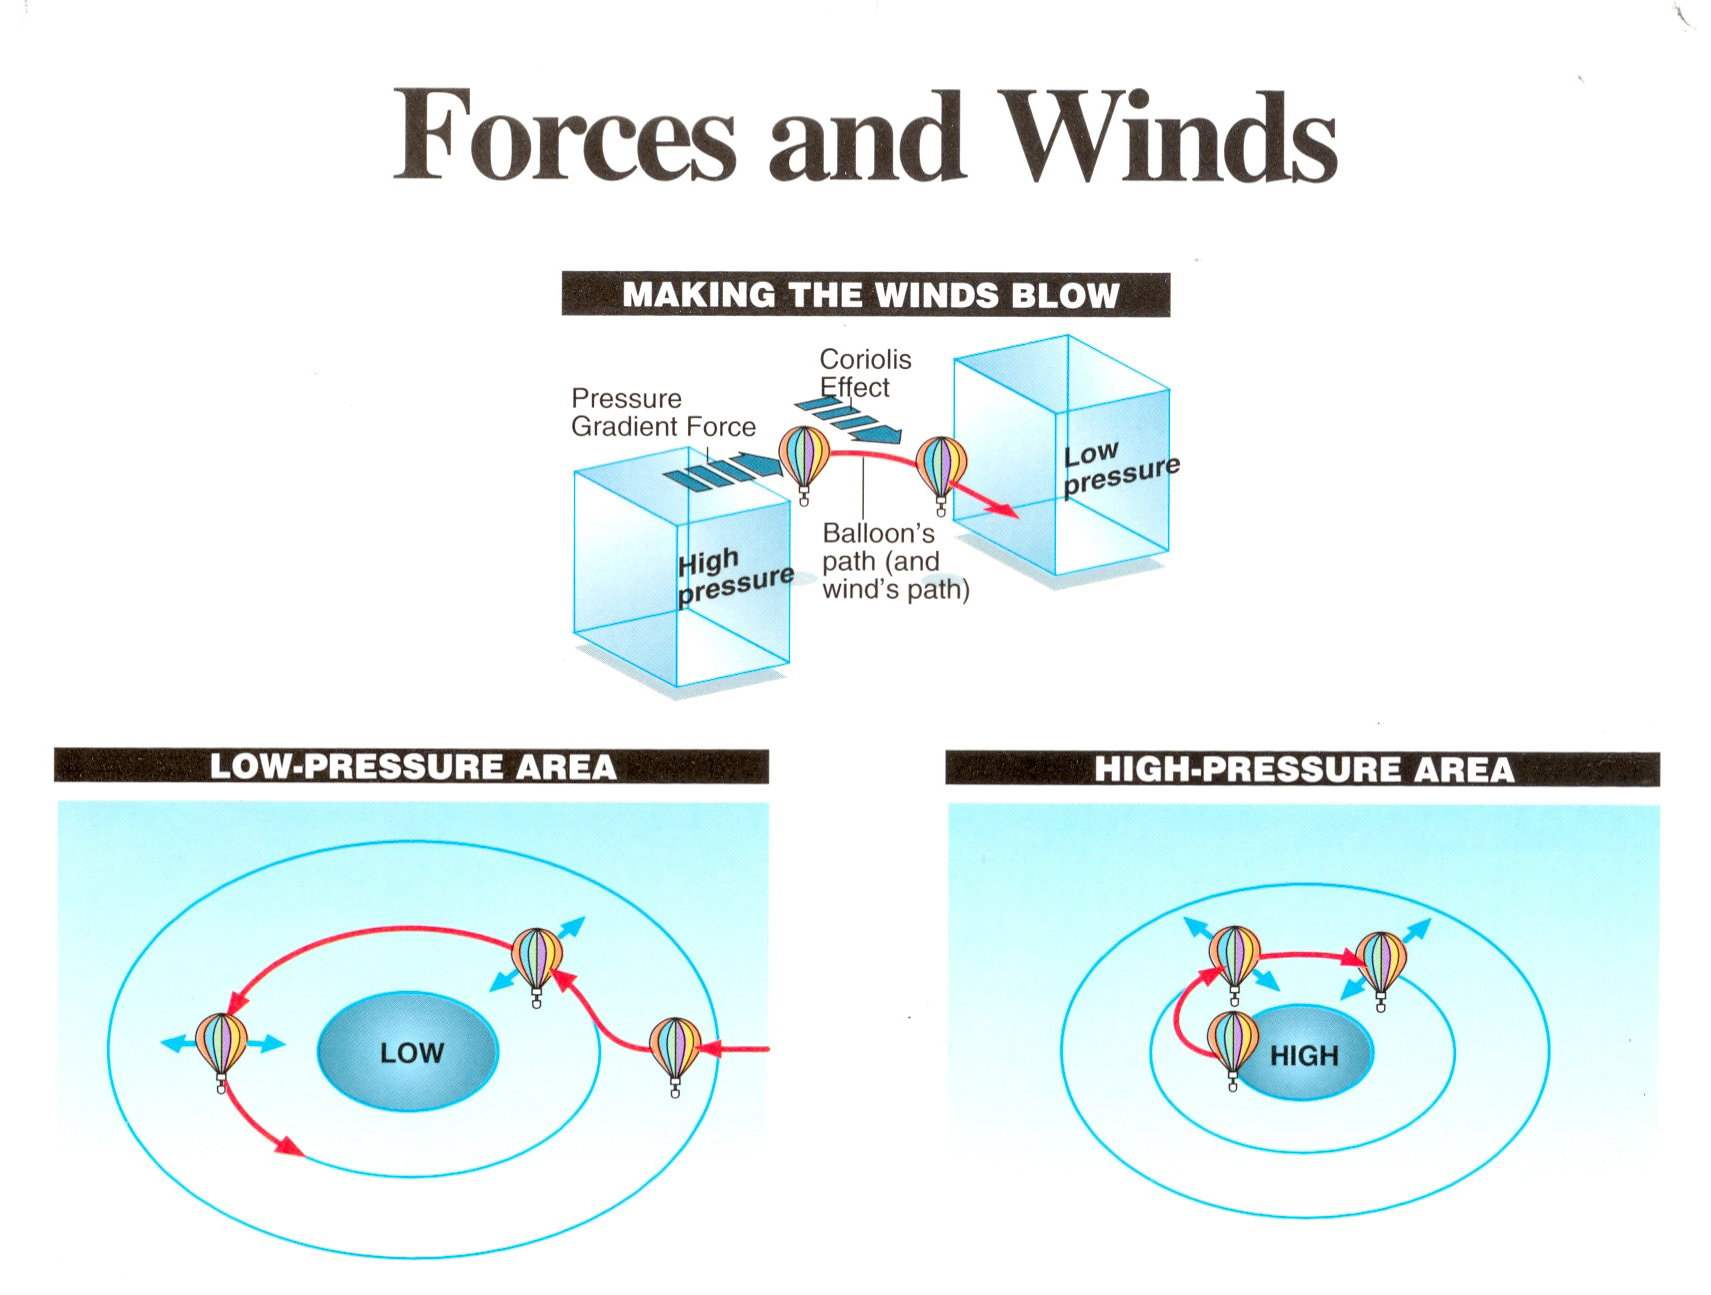 Forces and Winds
MAKING THE WINDS BLOW
Coriolis
Effect
Pressure
Gradient Force
Low
pressure
High
pressure
Balloon's
path (and
wind's path)
LOW-PRESSURE AREA
HIGH-PRESSURE AREA
LOW
HIGH